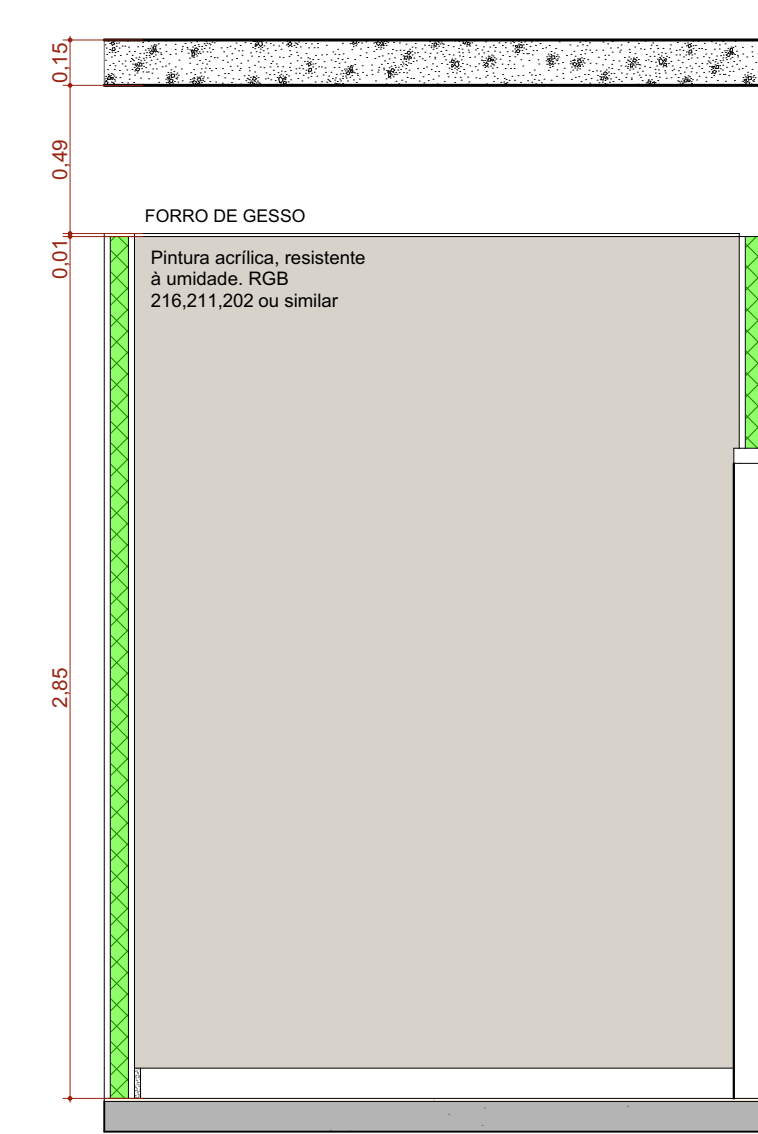 0,15
0,49
FORRO DE GESSO
0,01
Pintura acrílica, resistente
à umidade. RGB
216,211,202 ou similar
2,85